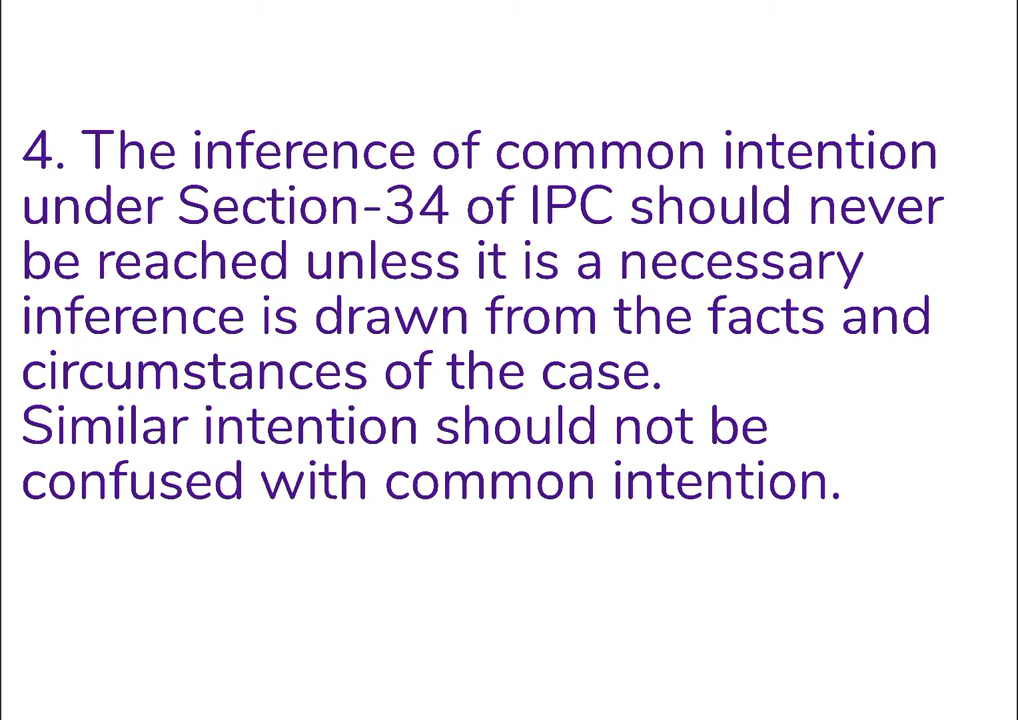 4. The inference of common intention
under Section-34 of IPC should never
be reached unless it is a necessary
inference is drawn from the facts and
circumstances of the case.
Similar intention should not be
confused with common intention.